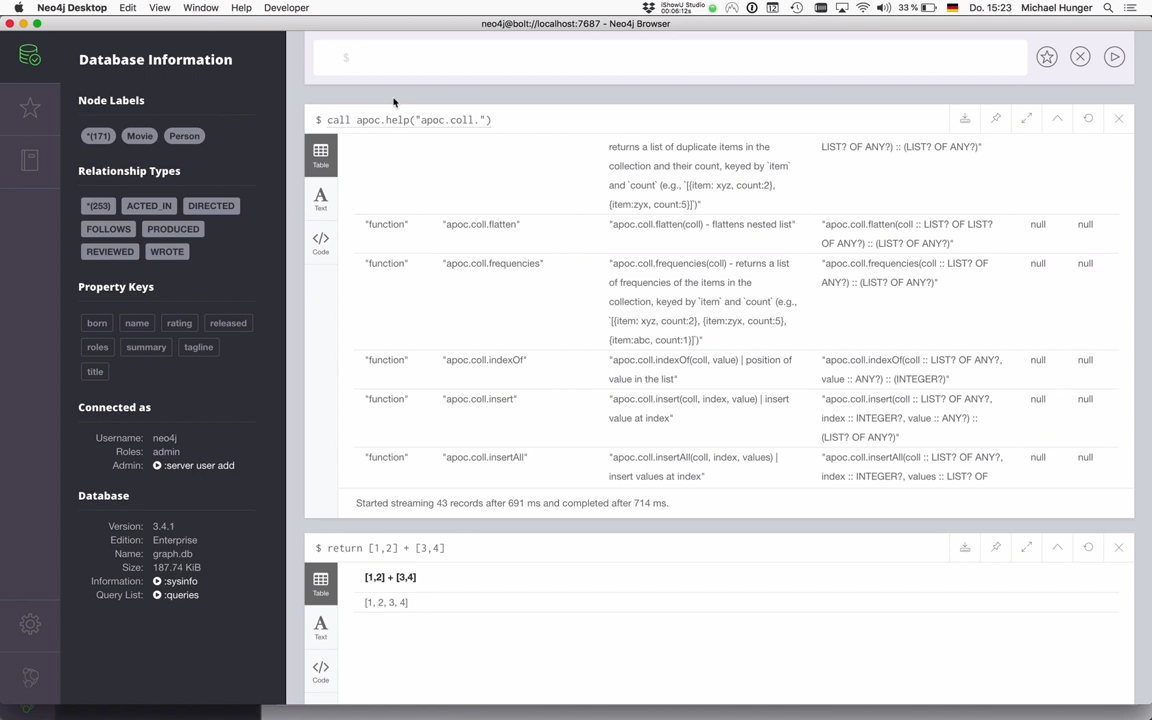 Neo4j Desktop Edit View Window Help Developer
iShowU Studio
00:06:12s
12
33 %
Do. 15:23 Michael Hunger
neo4j@bolt://localhost:7687 - Neo4j Browser
Database Information
Node Labels
*(171) Movie Person
Relationship Types
*(253) ACTED_IN DIRECTED
FOLLOWS PRODUCED
REVIEWED WROTE
Property Keys
born name rating released
roles summary tagline
title
Connected as
Username: neo4j
Roles: admin
Admin: :server user add
Database
Version: 3.4.1
Edition: Enterprise
Name: graph.db
Size: 187.74 KiB
Information: :sysinfo
Query List: :queries
$
$ call apoc.help("apoc.coll.")
Table
Text
Code
returns a list of duplicate items in the LIST? OF ANY?) :: (LIST? OF ANY?)"
collection and their count, keyed by `item`
and `count` (e.g., `[{item: xyz, count:2},
{item:zyx, count:5}]`)"
"function" "apoc.coll.flatten" "apoc.coll.flatten(coll) - flattens nested list" "apoc.coll.flatten(coll :: LIST? OF LIST? null null
OF ANY?) :: (LIST? OF ANY?)"
"function" "apoc.coll.frequencies" "apoc.coll.frequencies(coll) - returns a list "apoc.coll.frequencies(coll :: LIST? OF null null
of frequencies of the items in the ANY?) :: (LIST? OF ANY?)"
collection, keyed by `item` and `count` (e.g.,
`[{item: xyz, count:2}, {item:zyx, count:5},
{item:abc, count:1}]`)"
"function" "apoc.coll.indexOf" "apoc.coll.indexOf(coll, value) | position of "apoc.coll.indexOf(coll :: LIST? OF ANY?, null null
value in the list" value :: ANY?) :: (INTEGER?)"
"function" "apoc.coll.insert" "apoc.coll.insert(coll, index, value) | insert "apoc.coll.insert(coll :: LIST? OF ANY?, null null
value at index" index :: INTEGER?, value :: ANY?) ::
(LIST? OF ANY?)"
"function" "apoc.coll.insertAll" "apoc.coll.insertAll(coll, index, values) | "apoc.coll.insertAll(coll :: LIST? OF ANY?, null null
insert values at index" index :: INTEGER?, values :: LIST? OF
Started streaming 43 records after 691 ms and completed after 714 ms.
$ return [1,2] + [3,4]
Table
Text
Code
[1,2] + [3,4]
[1, 2, 3, 4]